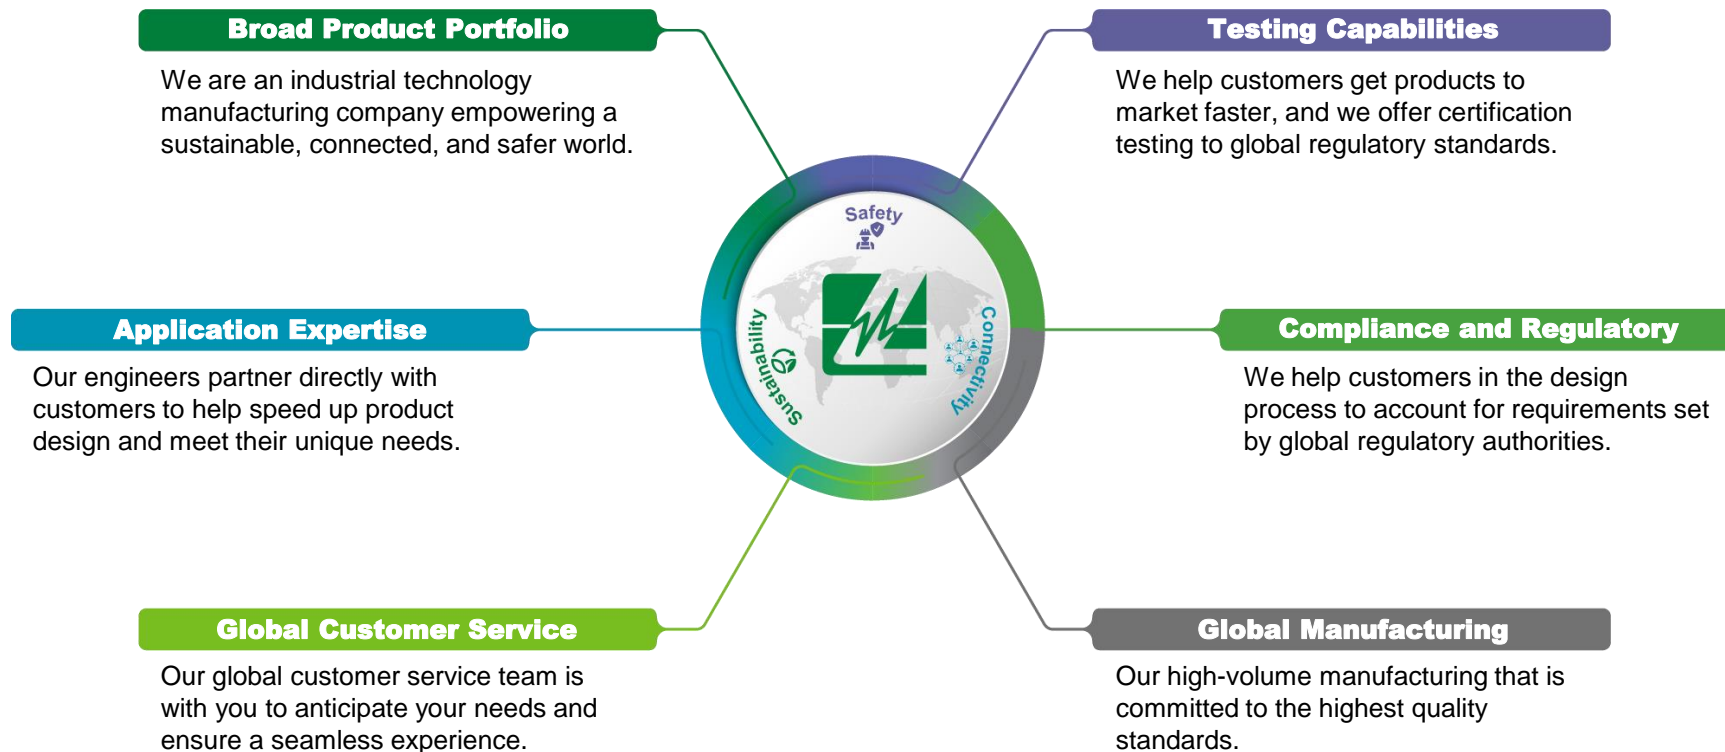 Broad Product Portfolio
We are an industrial technology
manufacturing company empowering a
sustainable, connected, and safer world.
Testing Capabilities
We help customers get products to
market faster, and we offer certification
testing to global regulatory standards.
Safety
Sustainability
Connectivity
Application Expertise
Our engineers partner directly with
customers to help speed up product
design and meet their unique needs.
Compliance and Regulatory
We help customers in the design
process to account for requirements set
by global regulatory authorities.
Global Customer Service
Our global customer service team is
with you to anticipate your needs and
ensure a seamless experience.
Global Manufacturing
Our high-volume manufacturing that is
committed to the highest quality
standards.